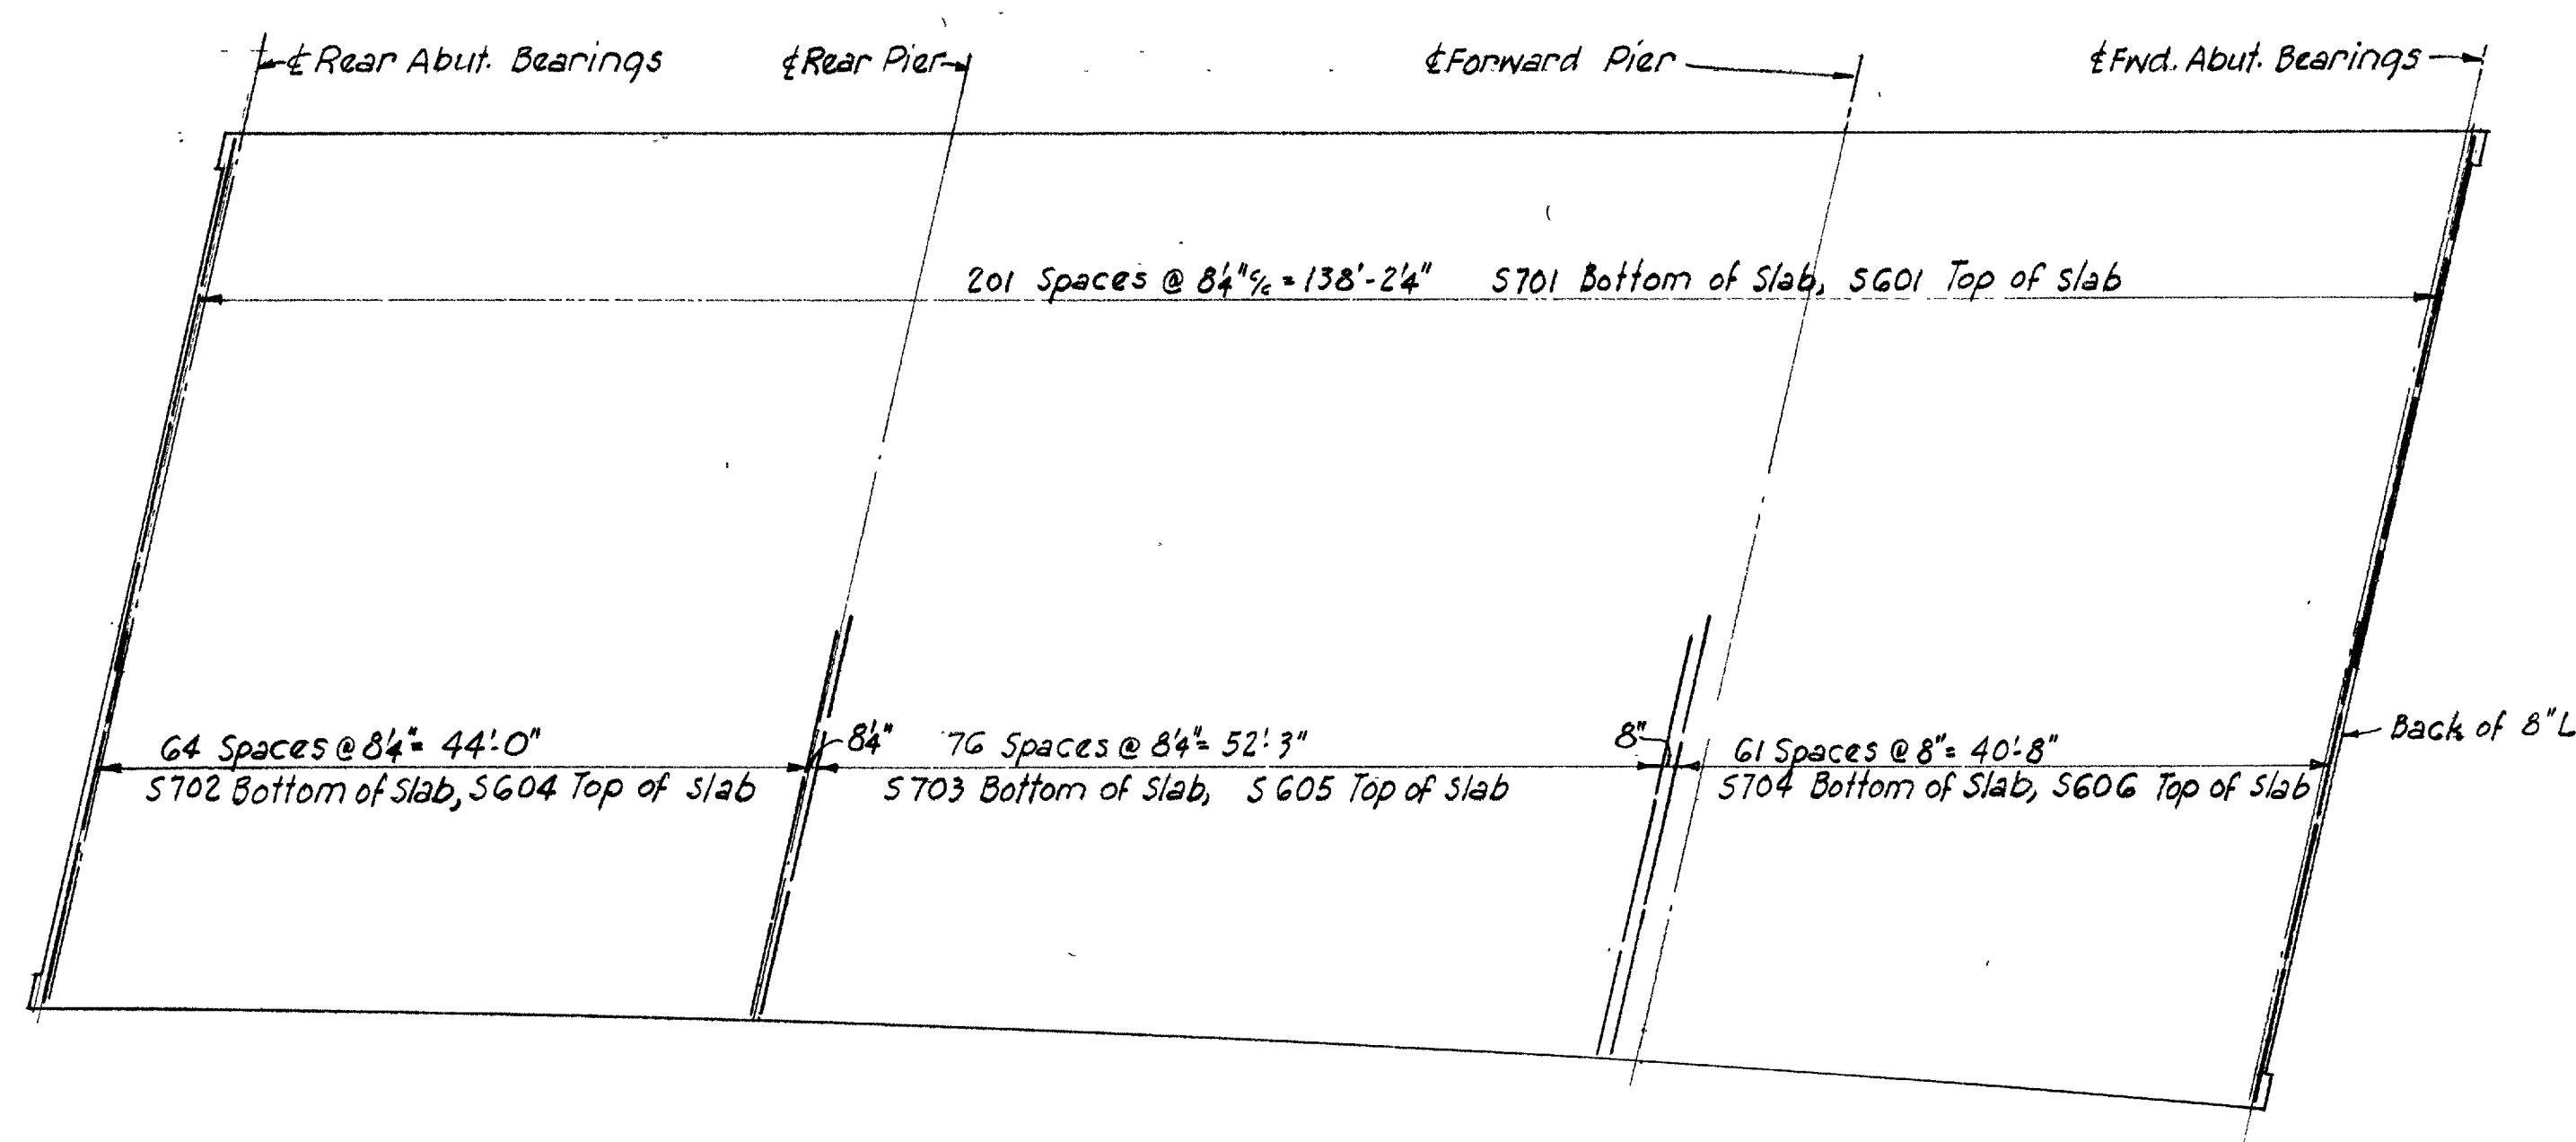 ℄ Rear Abut. Bearings
℄ Rear Pier
℄ Forward Pier
℄ Fwd. Abut. Bearings
201 Spaces @ 8¼" c/c = 138'-2¼" S701 Bottom of Slab, S601 Top of slab
64 Spaces @ 8¼" = 44'-0"
S702 Bottom of Slab, S604 Top of slab
8¼"
76 Spaces @ 8¼" = 52'-3"
S703 Bottom of Slab, S605 Top of Slab
8"
61 Spaces @ 8" = 40'-8"
S704 Bottom of Slab, S606 Top of slab
Back of 8" L